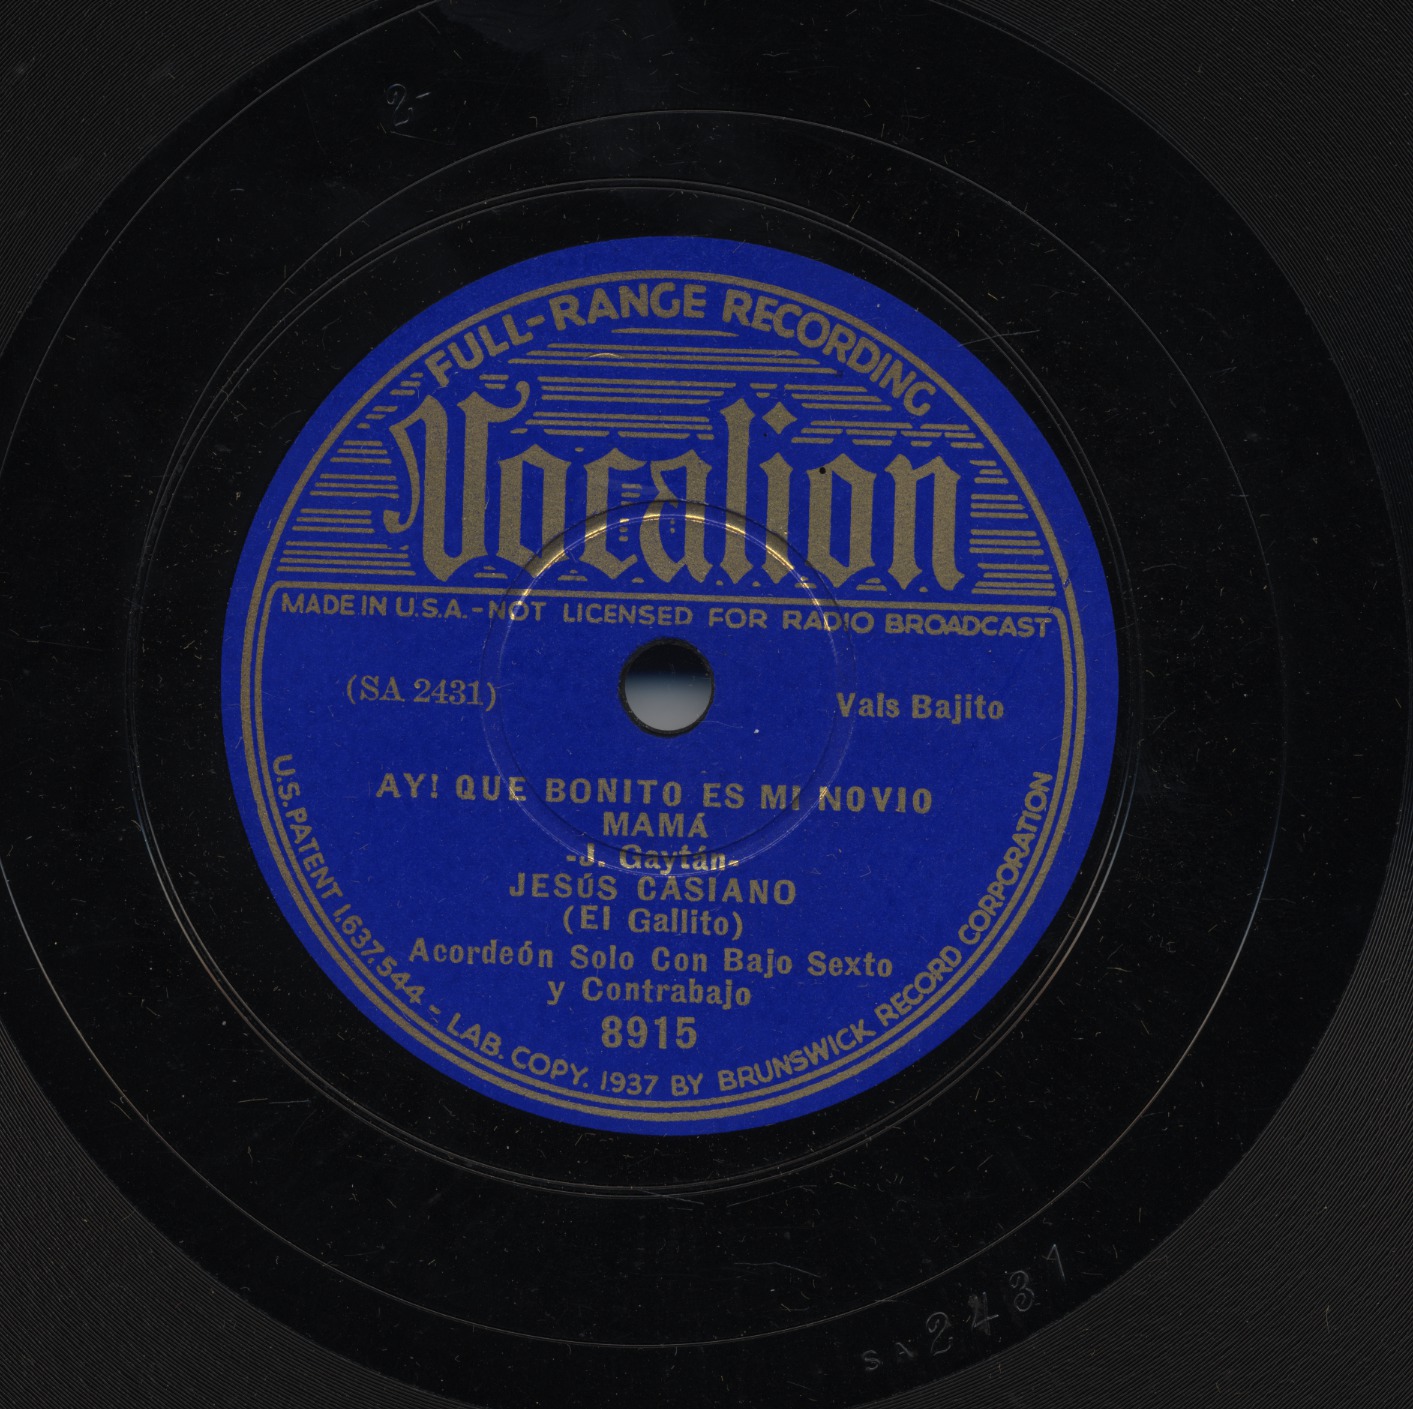 2
FULL-RANGE RECORDING
Vocalion
MADE IN U.S.A.-NOT LICENSED FOR RADIO BROADCAST
(SA 2431)
Vals Bajito
AY! QUE BONITO ES MI NOVIO
MAMÁ
-J. Gaytán-
JESÚS CASIANO
(El Gallito)
Acordeón Solo Con Bajo Sexto
y Contrabajo
8915
U.S. PATENT 1.637.544 - LAB. COPY. 1937 BY BRUNSWICK RECORD CORPORATION
SA 2431